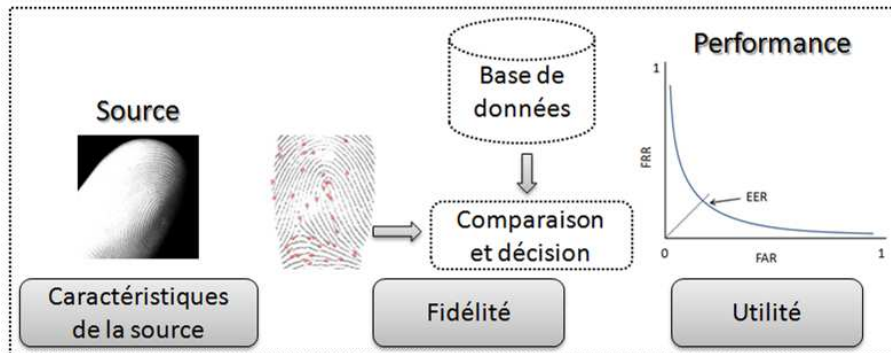 Source
Base de
données
Comparaison
et décision
Performance
1
FRR
EER
0
FAR
1
Caractéristiques
de la source
Fidélité
Utilité